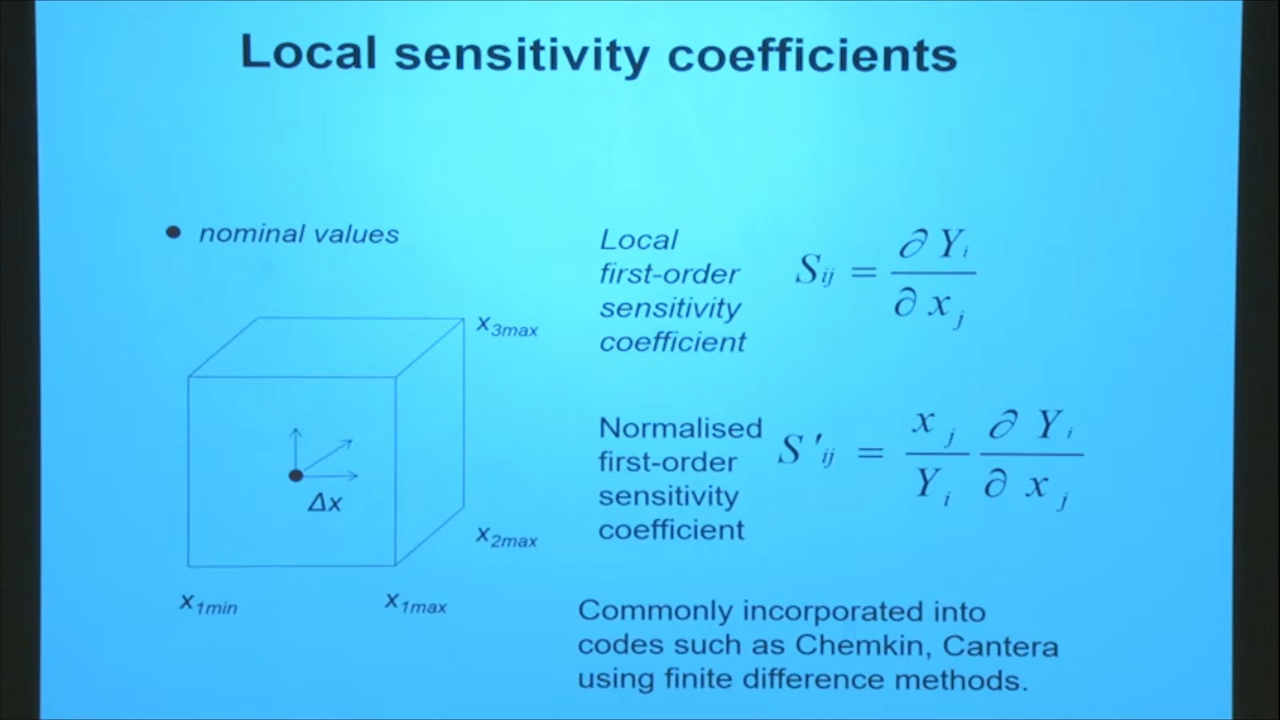 Local sensitivity coefficients
● nominal values
Local
first-order
sensitivity
coefficient
S_ij = ∂Y_i / ∂x_j
x_3max
Δx
x_2max
x_1min
x_1max
Normalised
first-order
sensitivity
coefficient
S'_ij = x_j / Y_i ∂Y_i / ∂x_j
Commonly incorporated into
codes such as Chemkin, Cantera
using finite difference methods.